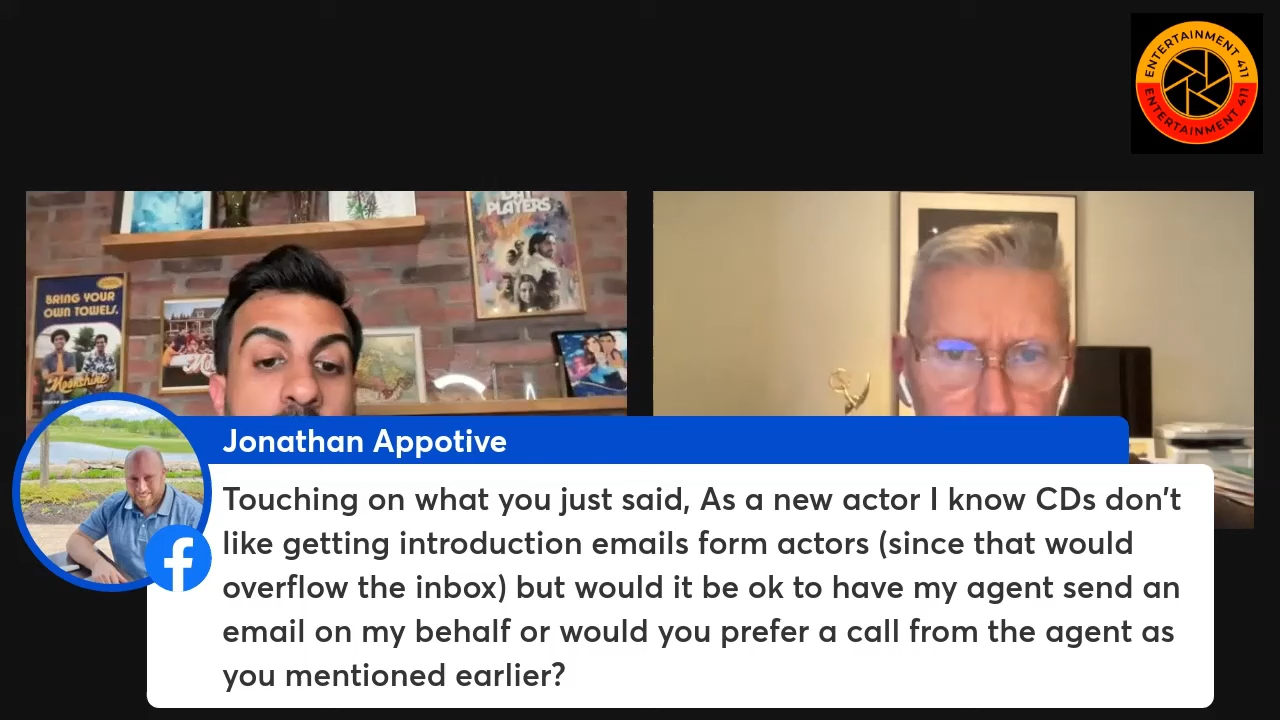 ENTERTAINMENT 411
ENTERTAINMENT 411
PLAYERS
BRING YOUR
OWN TOWELS.
Moonshine
Jonathan Appotive
Touching on what you just said, As a new actor I know CDs don't
like getting introduction emails form actors (since that would
overflow the inbox) but would it be ok to have my agent send an
email on my behalf or would you prefer a call from the agent as
you mentioned earlier?